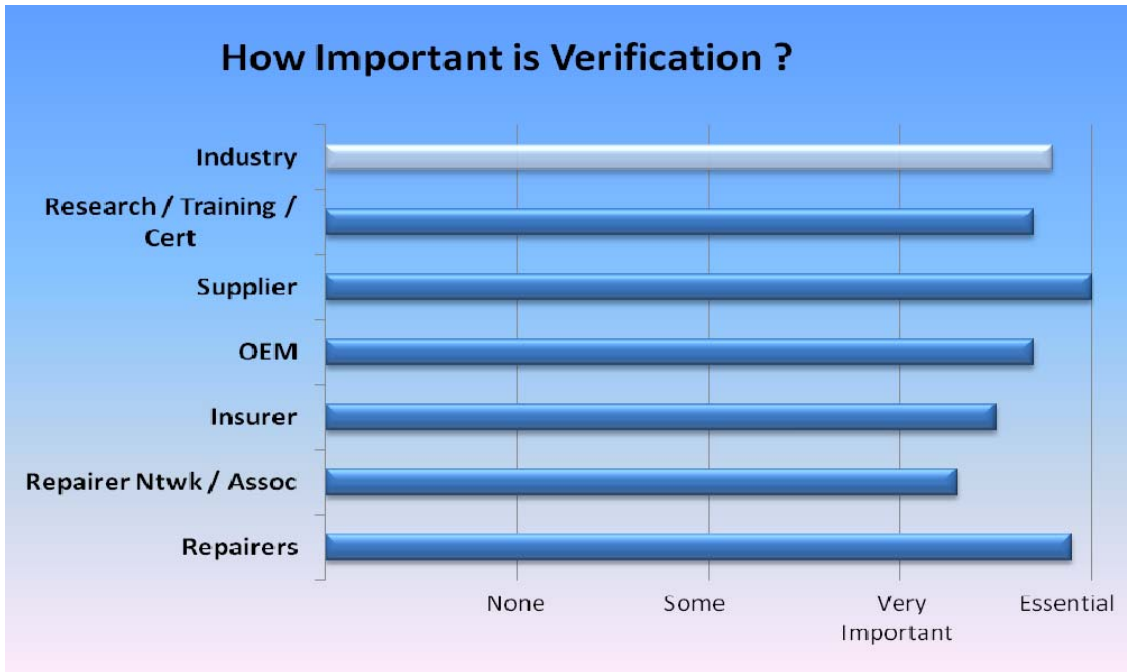 How Important is Verification ?
Industry
Research / Training /
Cert
Supplier
OEM
Insurer
Repairer Ntwk / Assoc
Repairers
None
Some
Very
Important
Essential